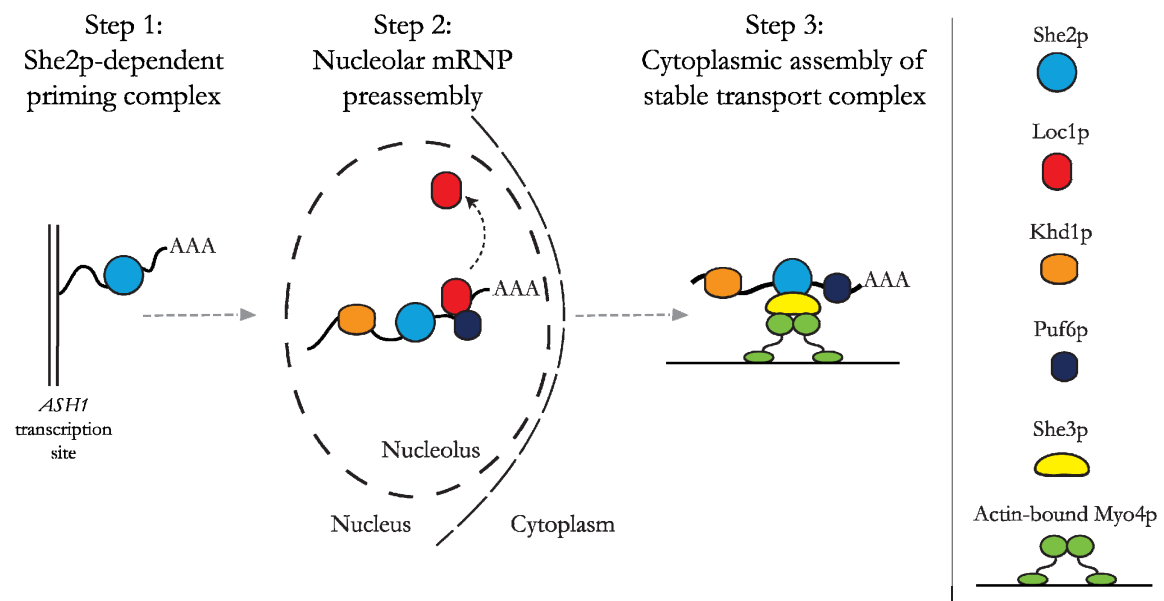 Step 1:
She2p-dependent
priming complex
Step 2:
Nucleolar mRNP
preassembly
Step 3:
Cytoplasmic assembly of
stable transport complex
AAA
ASH1
transcription
site
AAA
Nucleolus
Nucleus
Cytoplasm
AAA
She2p
Loc1p
Khd1p
Puf6p
She3p
Actin-bound Myo4p